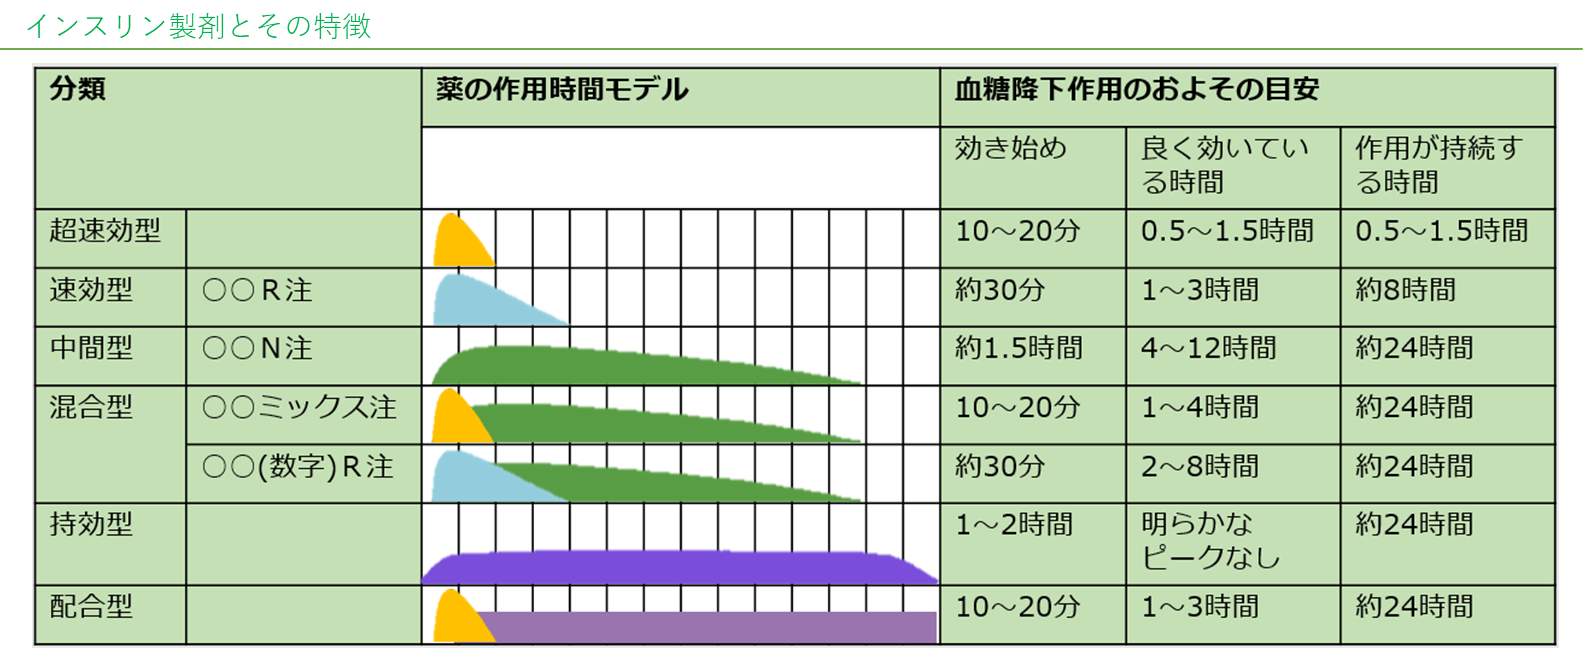 インスリン製剤とその特徴
分類 薬の作用時間モデル 血糖降下作用のおよその目安
効き始め 良く効いてい 作用が持続す
る時間 る時間
超速効型 10～20分 0.5～1.5時間 0.5～1.5時間
速効型 ○○Ｒ注 約30分 1～3時間 約8時間
中間型 ○○Ｎ注 約1.5時間 4～12時間 約24時間
混合型 ○○ミックス注 10～20分 1～4時間 約24時間
○○(数字)Ｒ注 約30分 2～8時間 約24時間
持効型 1～2時間 明らかな 約24時間
ピークなし
配合型 10～20分 1～3時間 約24時間